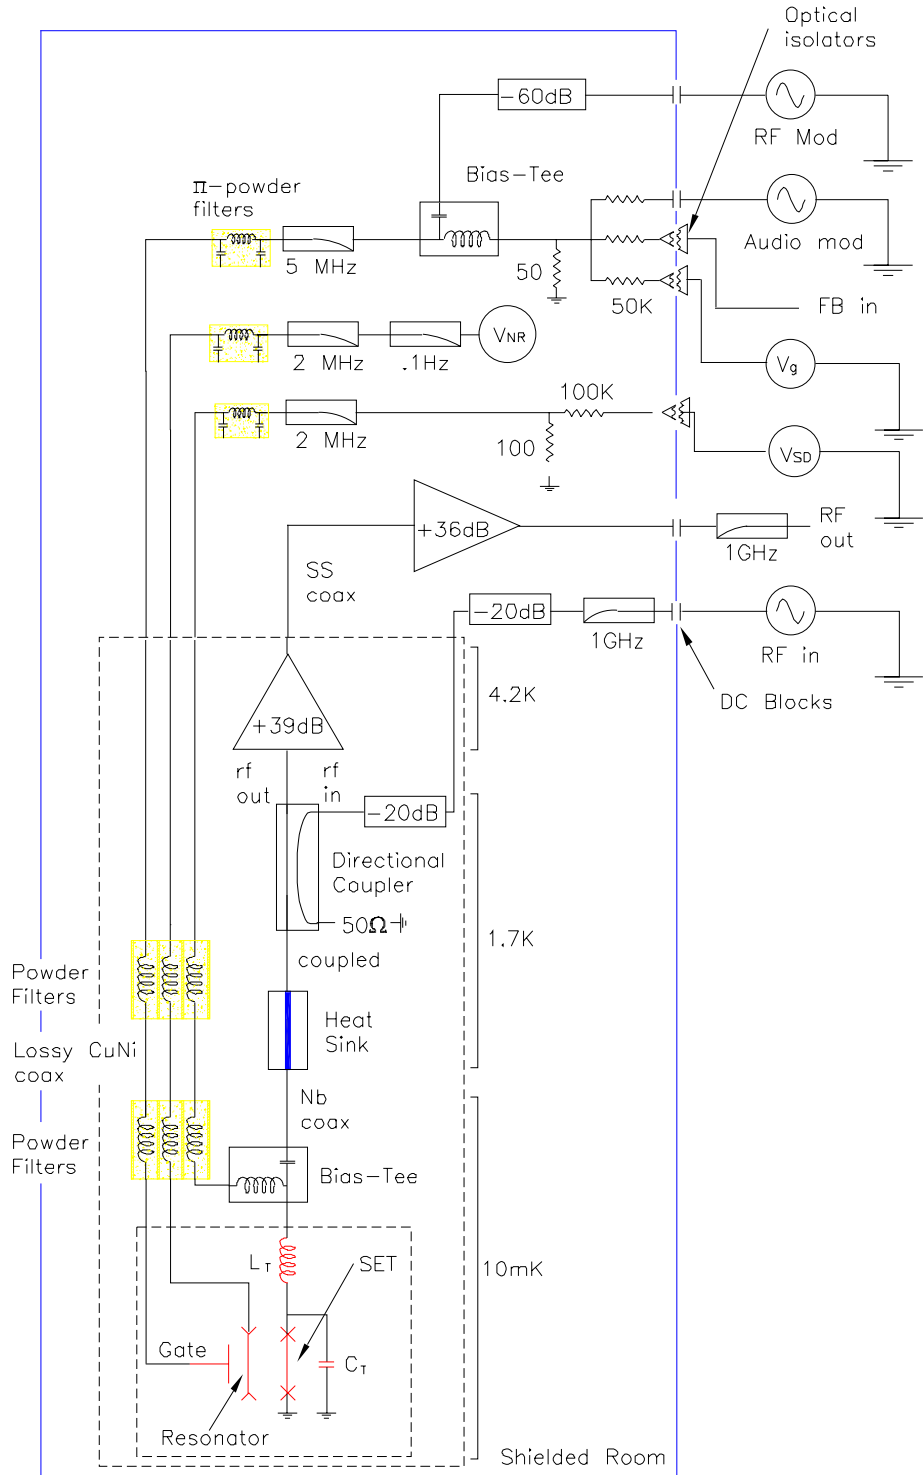 Optical
isolators
-60dB
RF Mod
Bias-Tee
π-powder
filters
5 MHz
50
50K
Audio mod
FB in
2 MHz
.1Hz
VNR
Vg
100K
2 MHz
100
VSD
+36dB
1GHz
RF
out
SS
coax
-20dB
1GHz
RF in
DC Blocks
4.2K
+39dB
rf
out
rf
in
-20dB
Directional
Coupler
50Ω
coupled
1.7K
Powder
Filters
Heat
Sink
Lossy CuNi
coax
Nb
coax
Powder
Filters
Bias-Tee
LT
SET
10mK
Gate
CT
Resonator
Shielded Room